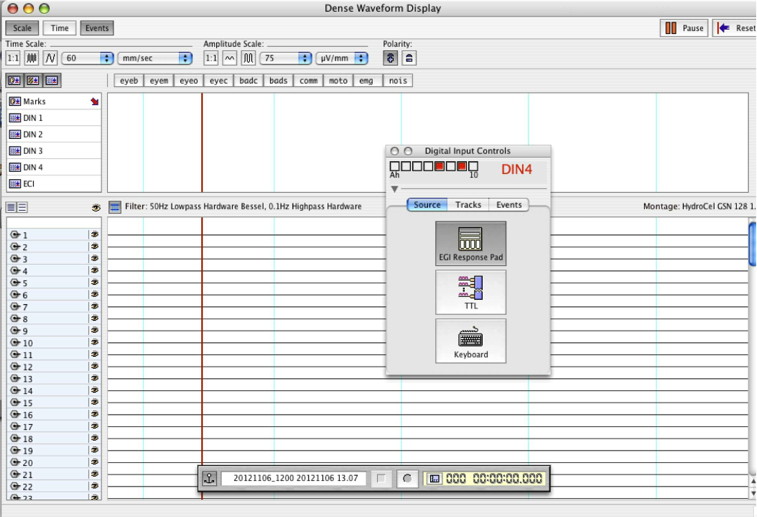 Dense Waveform Display
Scale Time Events Pause Reset
Time Scale: Amplitude Scale: Polarity:
1:1 60 mm/sec 1:1 75 µV/mm
eyeb eyem eyeo eyec badc bads comm moto emg nois
Marks
DIN 1
DIN 2
DIN 3
DIN 4
ECI
Digital Input Controls
Ah 10 DIN4
Source Tracks Events
EGI Response Pad
TTL
Keyboard
Filter: 50Hz Lowpass Hardware Bessel, 0.1Hz Highpass Hardware Montage: HydroCel GSN 128 1.
1
2
3
4
5
6
7
8
9
10
11
12
13
14
15
16
17
18
19
20
21
22
23
20121106_1200 20121106 13.07 000 00:00:00.000